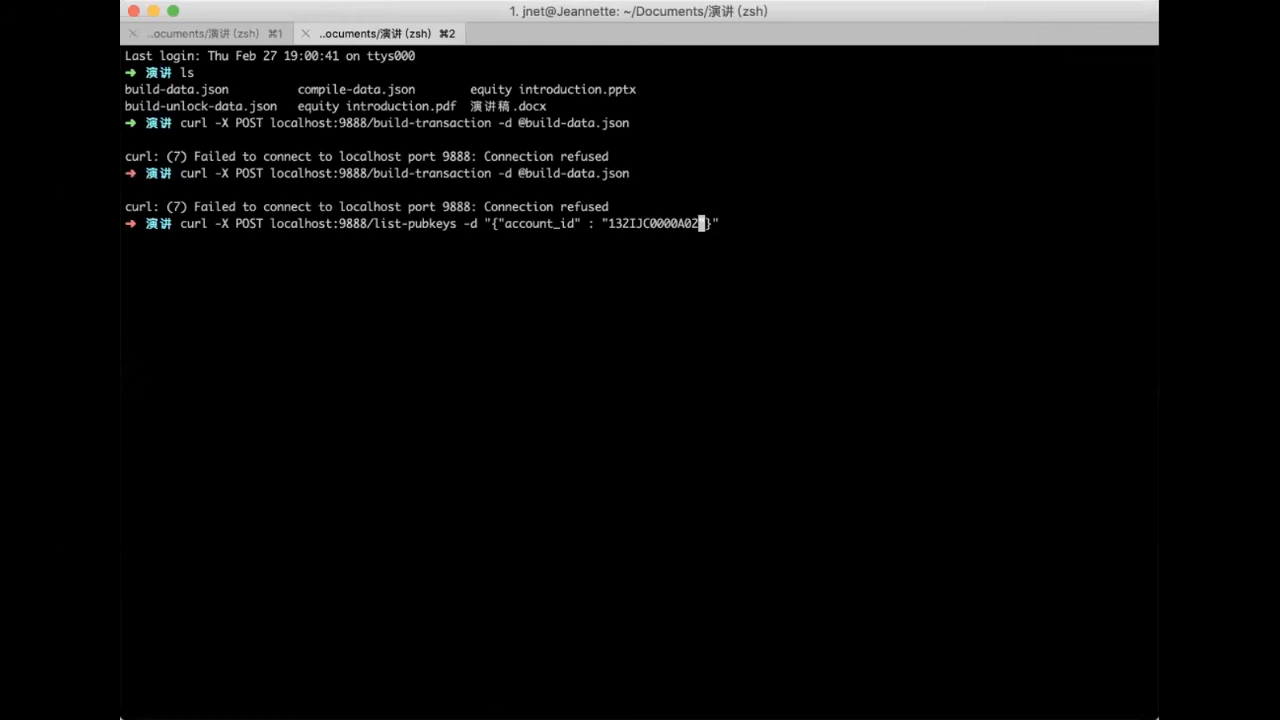 1. jnet@Jeannette: ~/Documents/演讲 (zsh)
..ocuments/演讲 (zsh) ⌘1 ..ocuments/演讲 (zsh) ⌘2
Last login: Thu Feb 27 19:00:41 on ttys000
➜ 演讲 ls
build-data.json compile-data.json equity introduction.pptx
build-unlock-data.json equity introduction.pdf 演讲稿.docx
➜ 演讲 curl -X POST localhost:9888/build-transaction -d @build-data.json
curl: (7) Failed to connect to localhost port 9888: Connection refused
➜ 演讲 curl -X POST localhost:9888/build-transaction -d @build-data.json
curl: (7) Failed to connect to localhost port 9888: Connection refused
➜ 演讲 curl -X POST localhost:9888/list-pubkeys -d "{"account_id" : "132IJC0000A02"}"